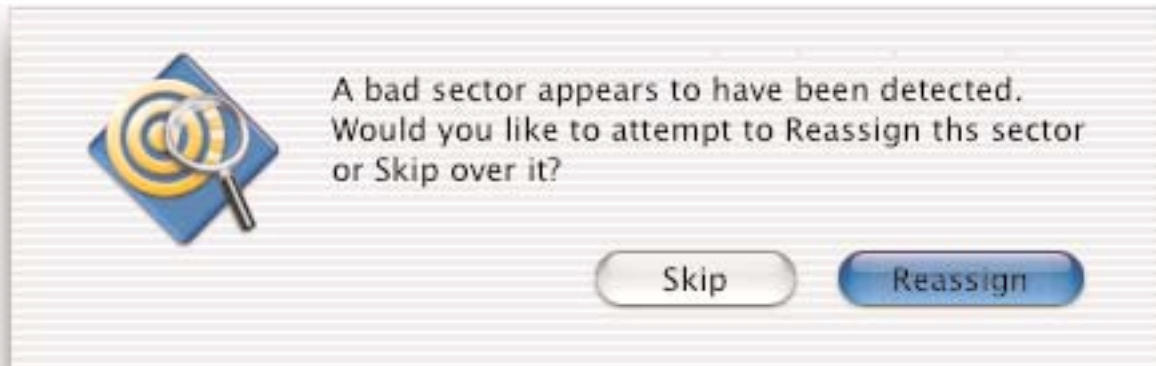 A bad sector appears to have been detected.
Would you like to attempt to Reassign ths sector
or Skip over it?
Skip
Reassign